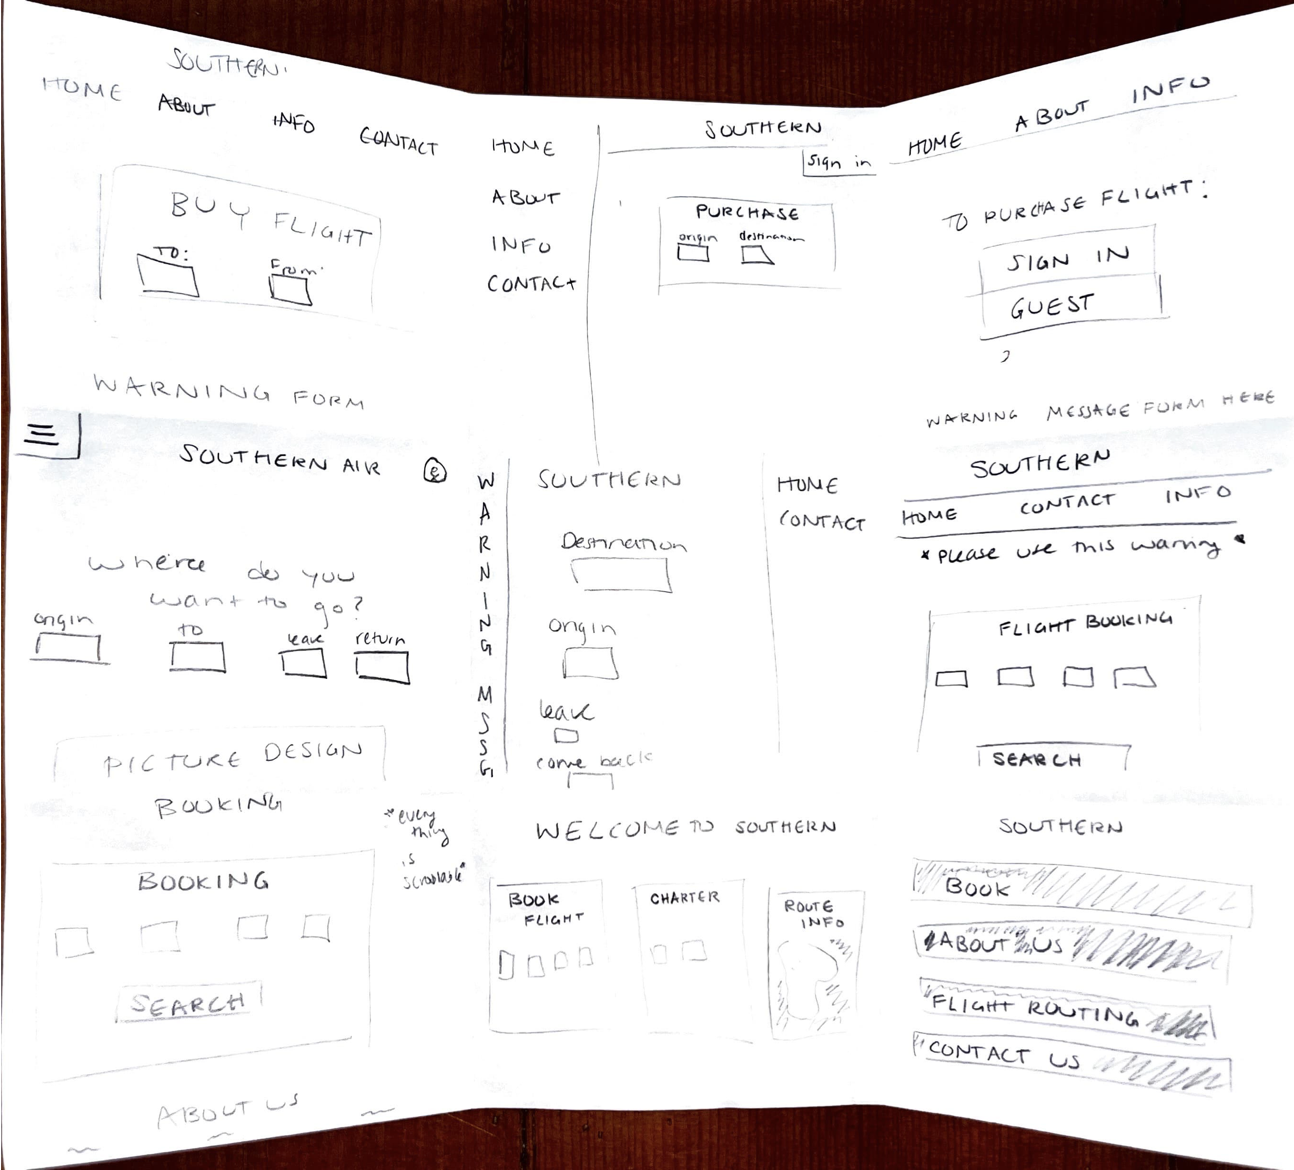 SOUTHERN
HOME ABOUT INFO CONTACT
BUY FLIGHT
TO: From:
WARNING FORM
HOME
ABOUT
INFO
CONTACT
SOUTHERN
Sign in
PURCHASE
origin destination
HOME ABOUT INFO
TO PURCHASE FLIGHT:
SIGN IN
GUEST
WARNING MESSAGE FORM HERE
SOUTHERN AIR
Where do you
want to go?
origin to leave return
PICTURE DESIGN
WARNING MSSG
SOUTHERN
Destination
origin
leave
come back
HOME
CONTACT
SOUTHERN
HOME CONTACT INFO
*Please use this warning*
FLIGHT BOOKING
SEARCH
BOOKING
*every
thing
is
scrollable*
BOOKING
SEARCH
ABOUT US
WELCOME TO SOUTHERN
BOOK
FLIGHT
CHARTER
ROUTE
INFO
SOUTHERN
BOOK
ABOUT US
FLIGHT ROUTING
CONTACT US